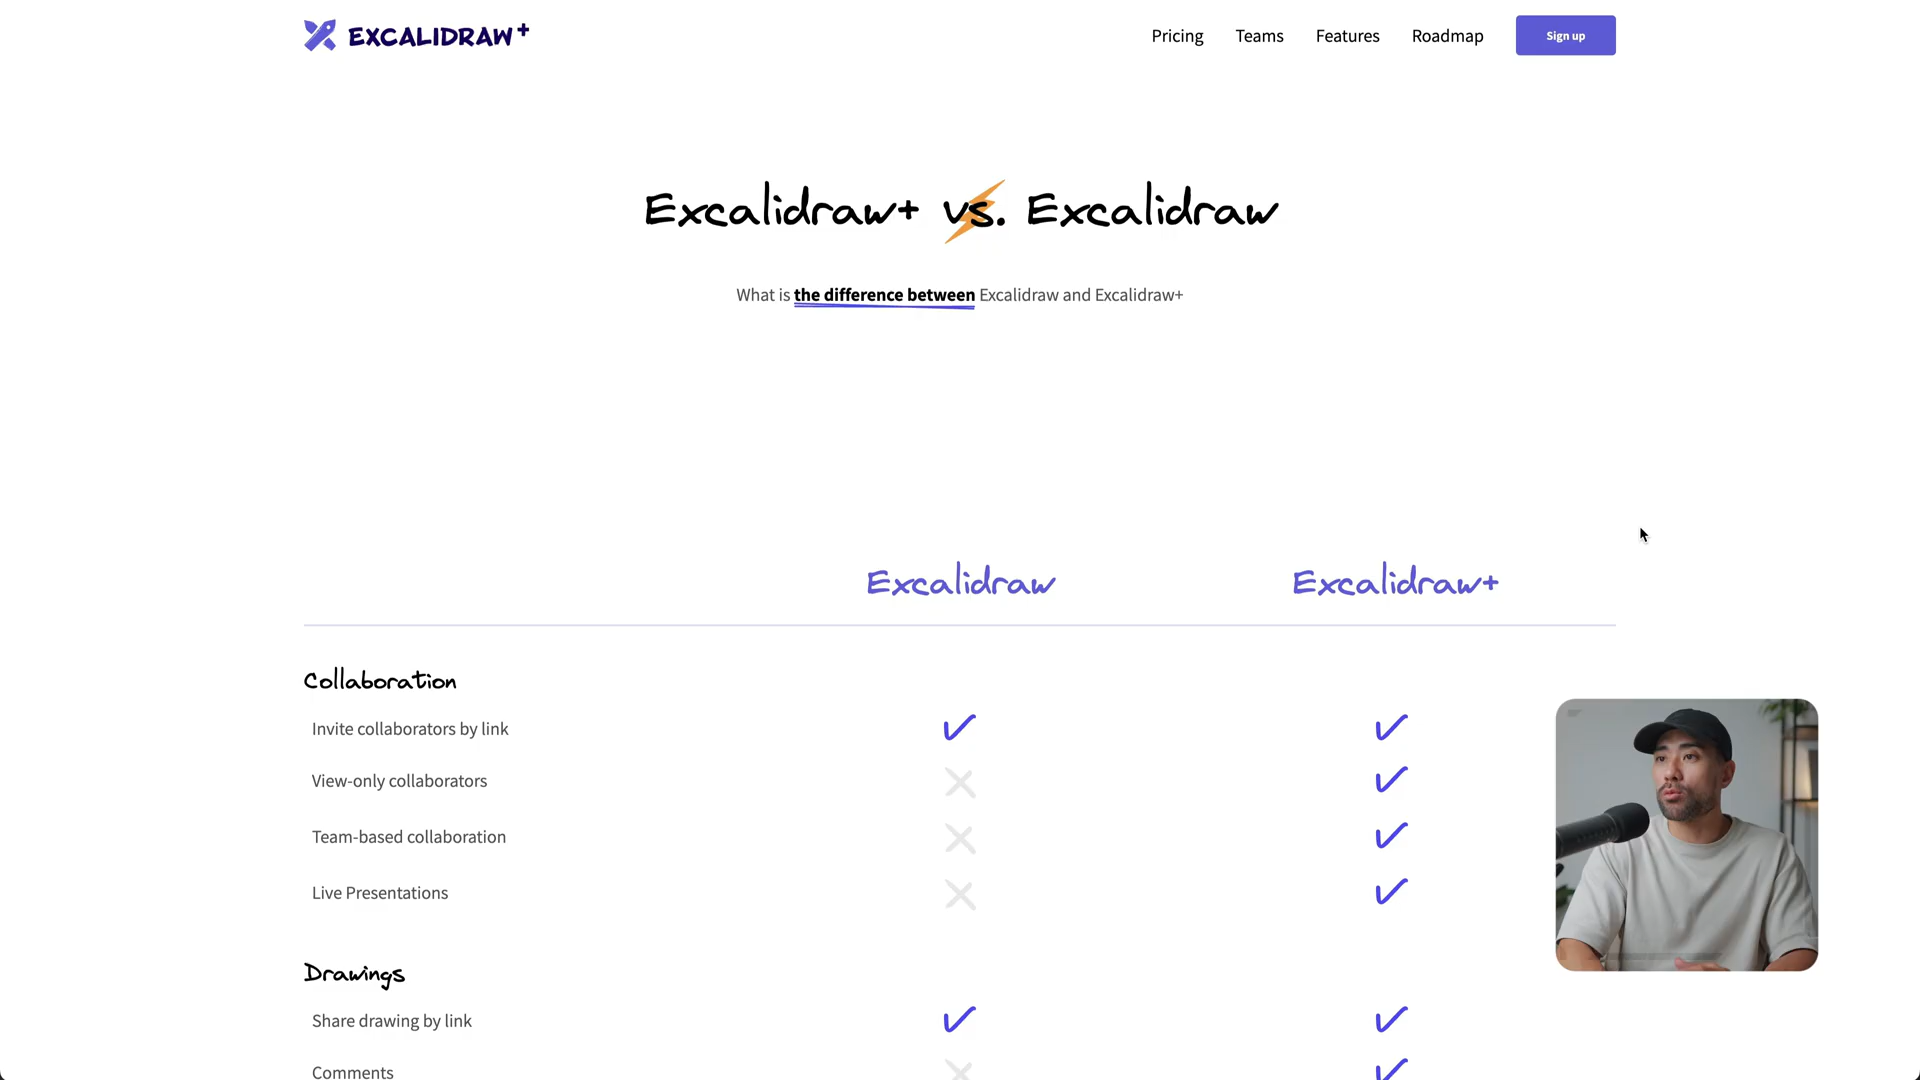 EXCALIDRAW+
Pricing
Teams
Features
Roadmap
Sign up
Excalidraw+ vs. Excalidraw
What is the difference between Excalidraw and Excalidraw+
Excalidraw
Excalidraw+
Collaboration
Invite collaborators by link
View-only collaborators
Team-based collaboration
Live Presentations
Drawings
Share drawing by link
Comments